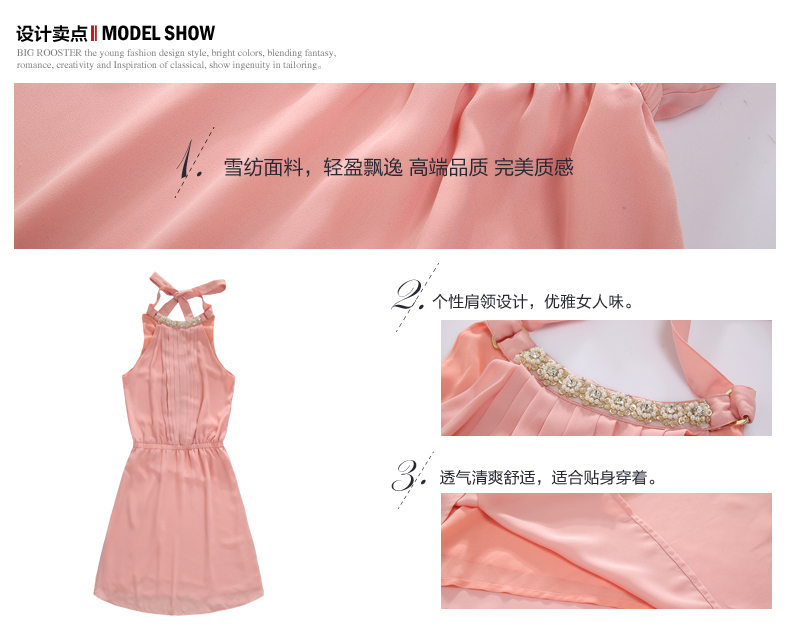 设计卖点 MODEL SHOW
BIG ROOSTER the young fashion design style, bright colors, blending fantasy,
romance, creativity and Inspiration of classical, show ingenuity in tailoring。
1. 雪纺面料，轻盈飘逸 高端品质 完美质感
2. 个性肩领设计，优雅女人味。
3. 透气清爽舒适，适合贴身穿着。